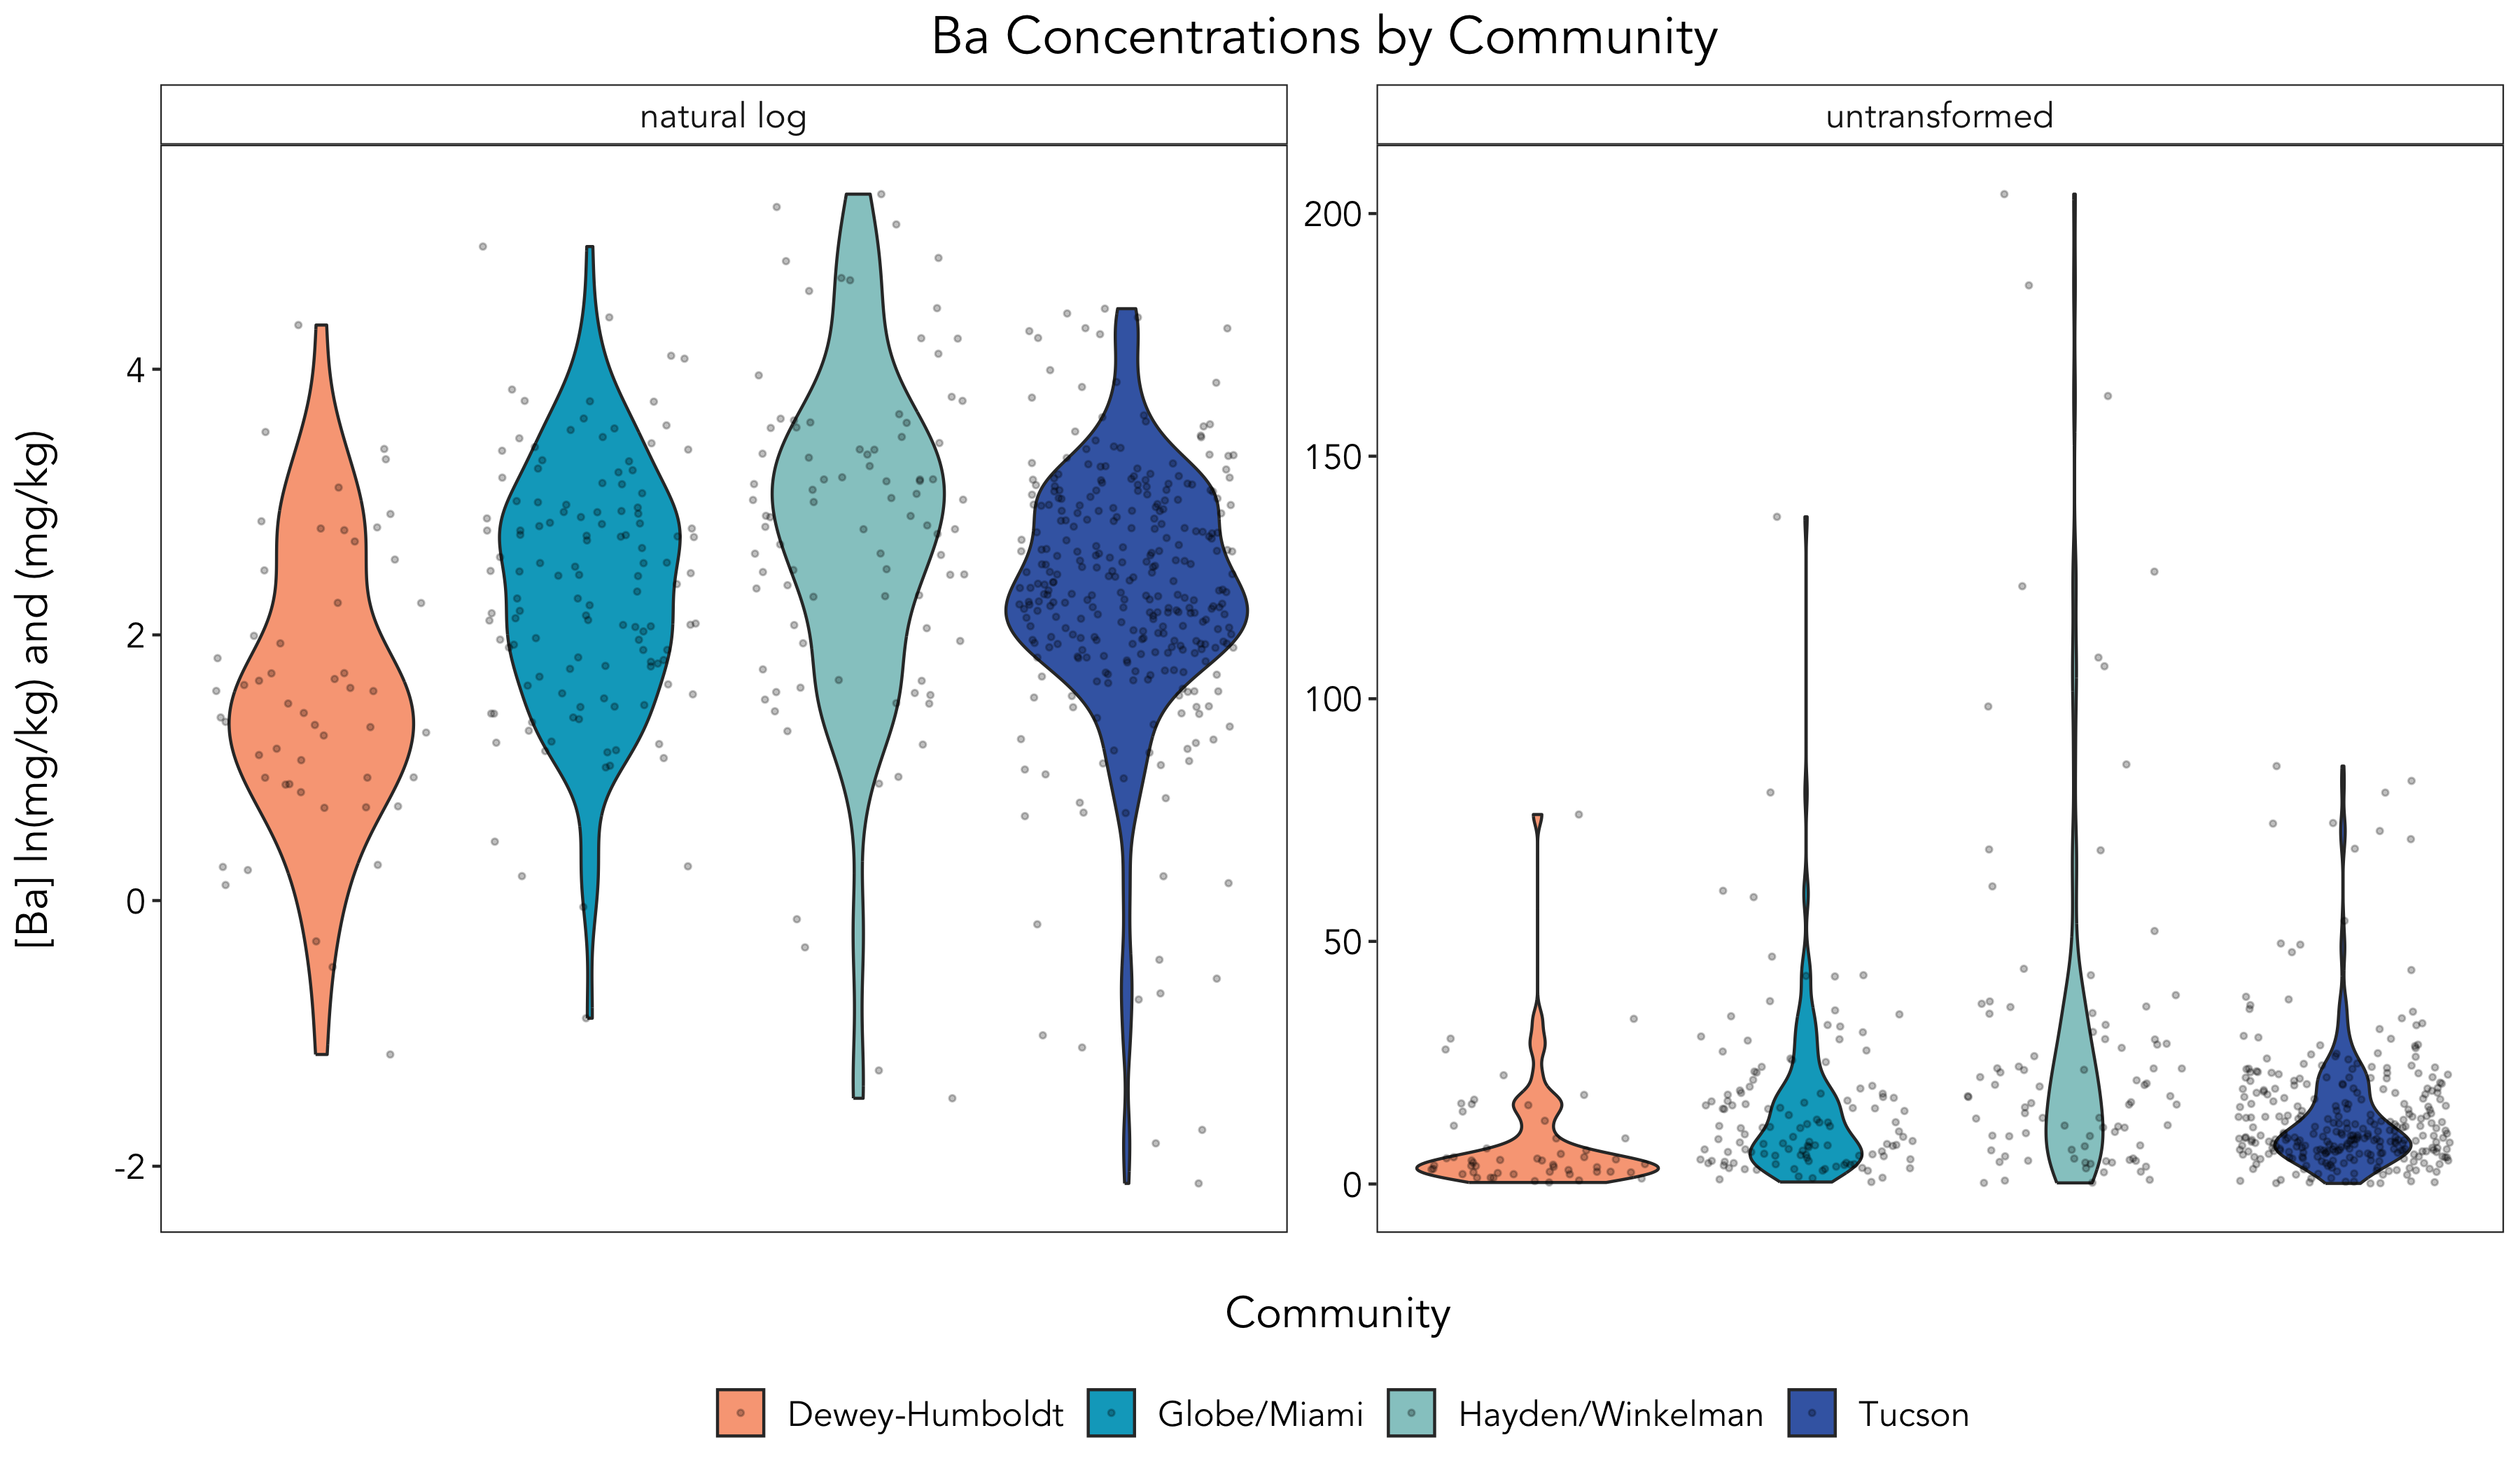 Ba Concentrations by Community
natural log
untransformed
[Ba] ln(mg/kg) and (mg/kg)
4
2
0
-2
200
150
100
50
0
Community
Dewey-Humboldt
Globe/Miami
Hayden/Winkelman
Tucson